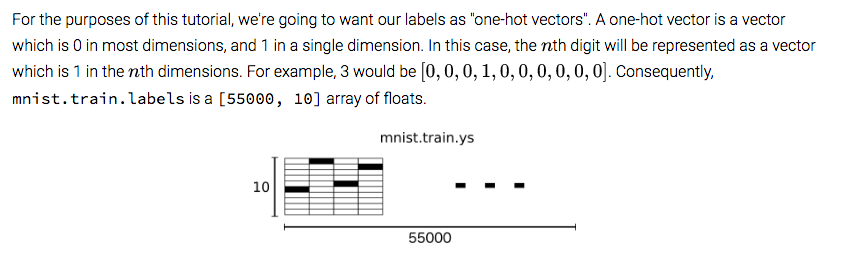 For the purposes of this tutorial, we're going to want our labels as "one-hot vectors". A one-hot vector is a vector
which is 0 in most dimensions, and 1 in a single dimension. In this case, the nth digit will be represented as a vector
which is 1 in the nth dimensions. For example, 3 would be [0, 0, 0, 1, 0, 0, 0, 0, 0, 0]. Consequently,
mnist.train.labels is a [55000, 10] array of floats.
mnist.train.ys
10
55000